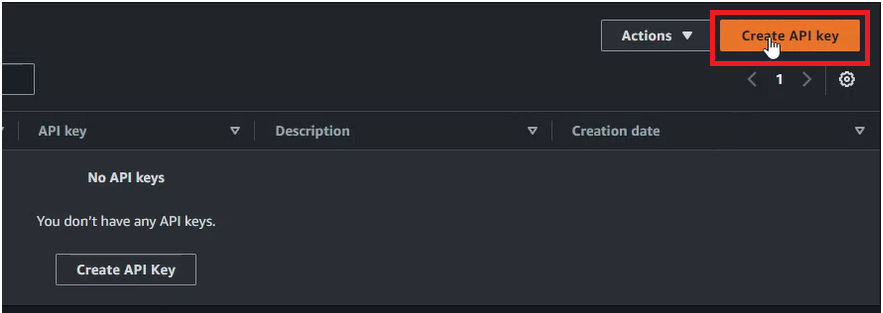 Actions
Create API key
1
API key
Description
Creation date
No API keys
You don't have any API keys.
Create API Key